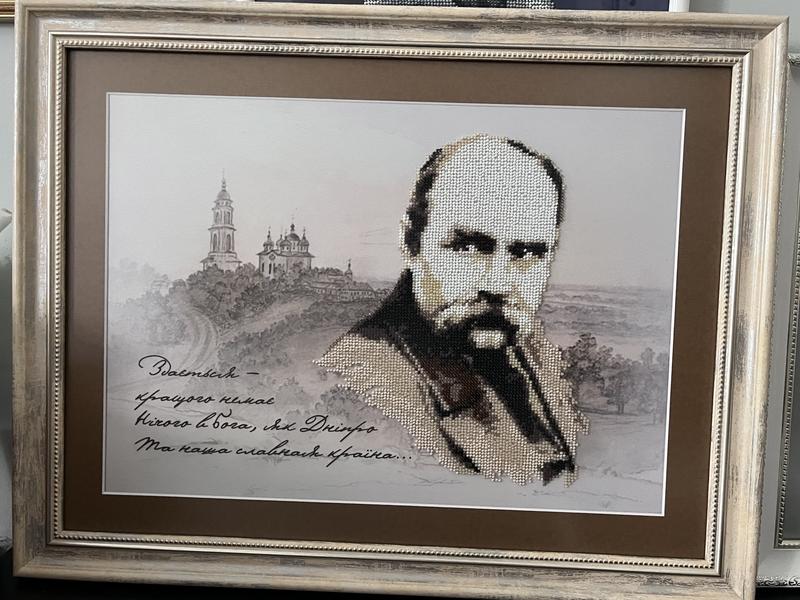 Здається –
кращого немає
Нічого в Бога, як Дніпро
Та наша славная країна...